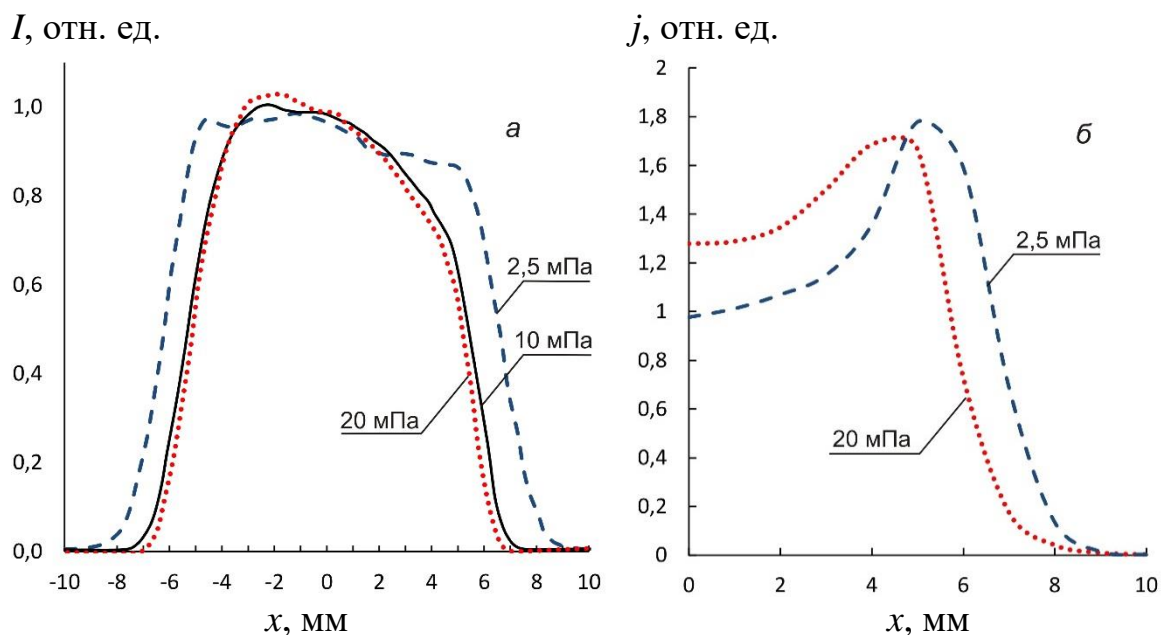 I, отн. ед.
1,0
0,8
0,6
0,4
0,2
0,0
а
2,5 мПа
10 мПа
20 мПа
-10 -8 -6 -4 -2 0 2 4 6 8 10
x, мм
j, отн. ед.
2
1,8
1,6
1,4
1,2
1
0,8
0,6
0,4
0,2
0
б
2,5 мПа
20 мПа
0 2 4 6 8 10
x, мм